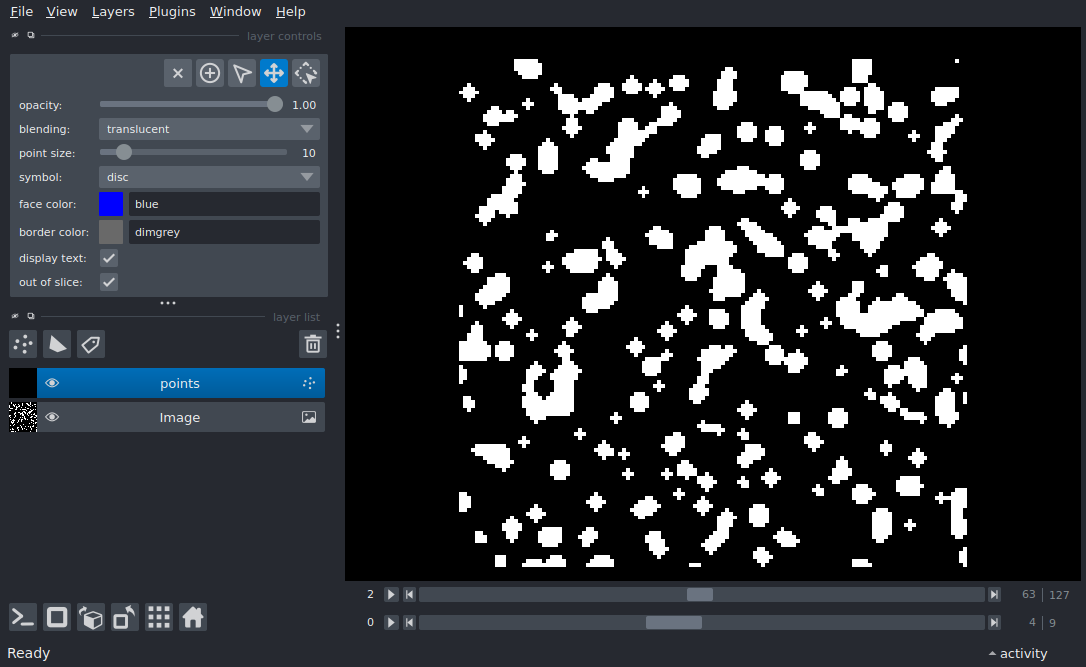 File View Layers Plugins Window Help
layer controls
opacity: 1.00
blending: translucent
point size: 10
symbol: disc
face color: blue
border color: dimgrey
display text:
out of slice:
layer list
points
Image
2 63 127
0 4 9
Ready activity